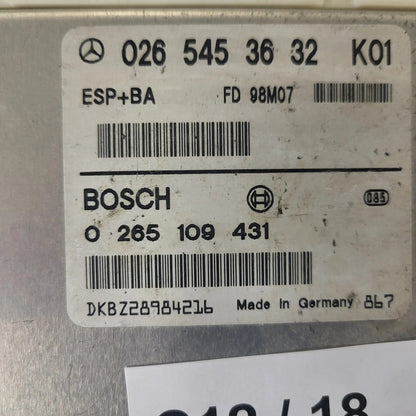 026 545 36 32 K01
ESP+BA FD 98M07
BOSCH 085
0 265 109 431
DKBZ28984216 Made in Germany 867